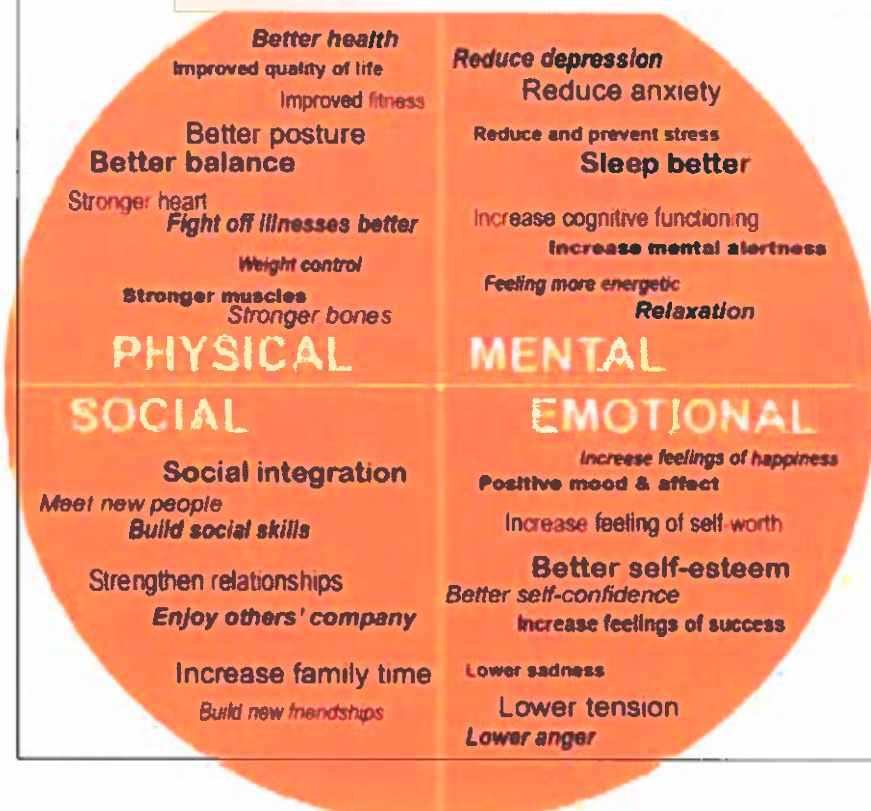 Better health
Improved quality of life
Improved fitness
Better posture
Better balance
Stronger heart
Fight off illnesses better
Weight control
Stronger muscles
Stronger bones
PHYSICAL
Reduce depression
Reduce anxiety
Reduce and prevent stress
Sleep better
Increase cognitive functioning
Increase mental alertness
Feeling more energetic
Relaxation
MENTAL
SOCIAL
Social integration
Meet new people
Build social skills
Strengthen relationships
Enjoy others' company
Increase family time
Build new friendships
EMOTIONAL
Increase feelings of happiness
Positive mood & affect
Increase feeling of self-worth
Better self-esteem
Better self-confidence
Increase feelings of success
Lower sadness
Lower tension
Lower anger